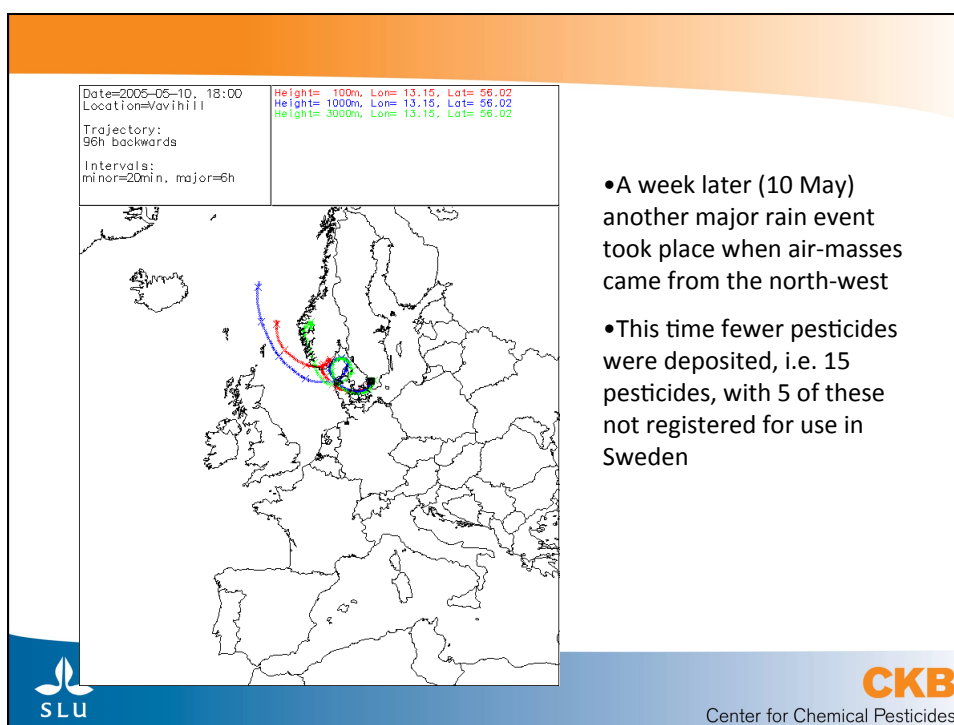 Date=2005-05-10, 18:00
Location=Vavihill
Trajectory:
96h backwards
Intervals:
minor=20min, major=6h
Height=  100m, Lon= 13.15, Lat= 56.02
Height= 1000m, Lon= 13.15, Lat= 56.02
Height= 3000m, Lon= 13.15, Lat= 56.02
•A week later (10 May)
another major rain event
took place when air-masses
came from the north-west
•This time fewer pesticides
were deposited, i.e. 15
pesticides, with 5 of these
not registered for use in
Sweden
SLU
CKB
Center for Chemical Pesticides